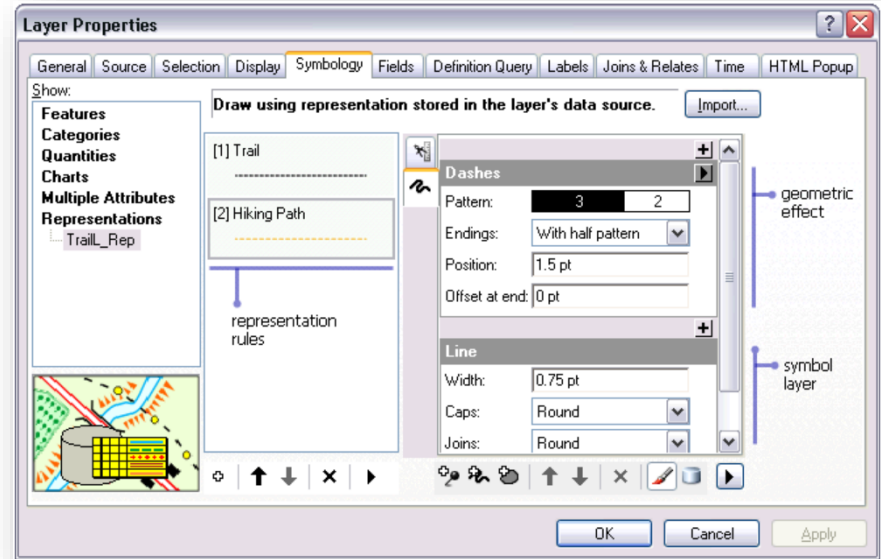 Layer Properties
General Source Selection Display Symbology Fields Definition Query Labels Joins & Relates Time HTML Popup
Show:
Features
Categories
Quantities
Charts
Multiple Attributes
Representations
TrailL_Rep
Draw using representation stored in the layer's data source.
Import...
[1] Trail
[2] Hiking Path
representation
rules
Dashes
Pattern: 3 2
Endings: With half pattern
Position: 1.5 pt
Offset at end: 0 pt
Line
Width: 0.75 pt
Caps: Round
Joins: Round
geometric
effect
symbol
layer
OK Cancel Apply